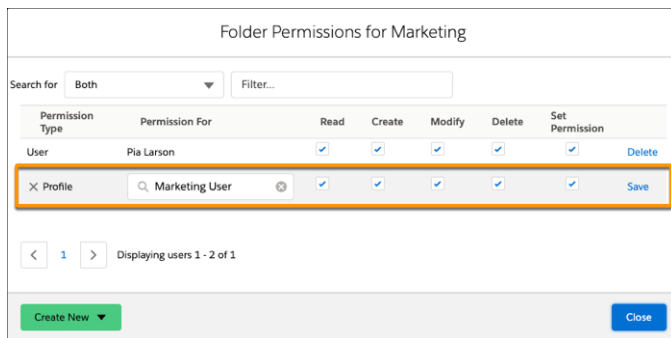 Folder Permissions for Marketing
Search for Both Filter...
Permission Type Permission For Read Create Modify Delete Set Permission
User Pia Larson Delete
Profile Marketing User Save
1 Displaying users 1 - 2 of 1
Create New Close